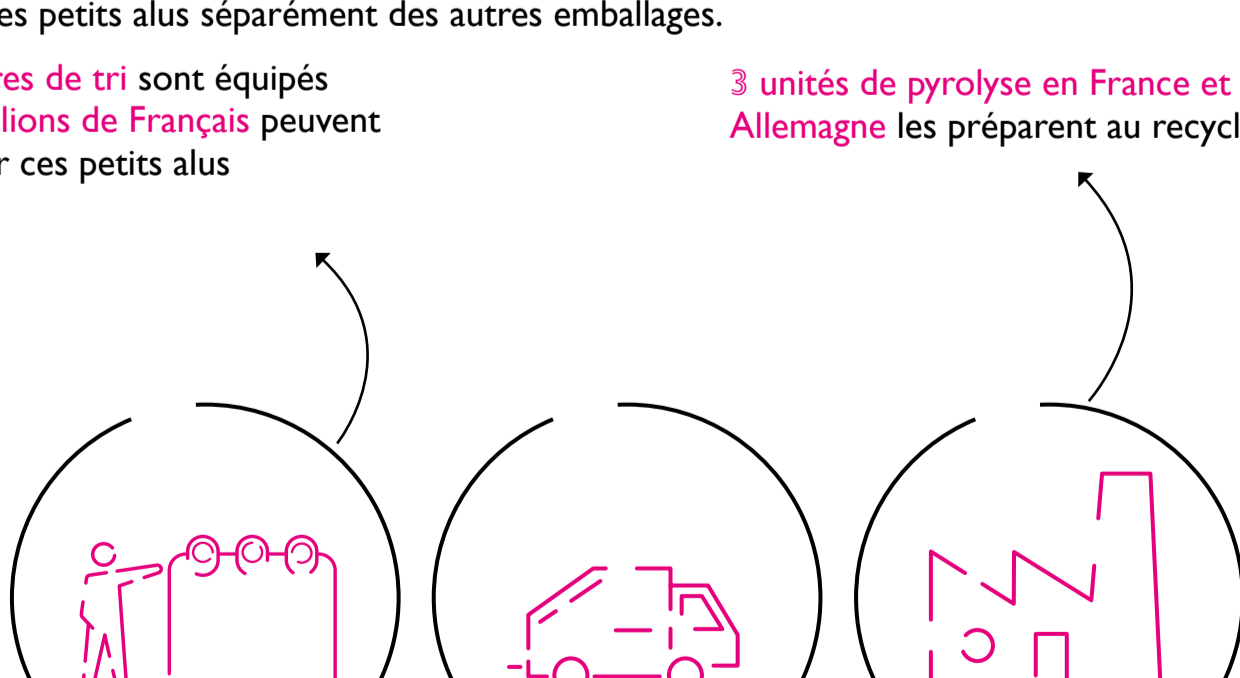 es petits alus séparément des autres emballages.
res de tri sont équipés
lions de Français peuvent
r ces petits alus
3 unités de pyrolyse en France et
Allemagne les préparent au recycl